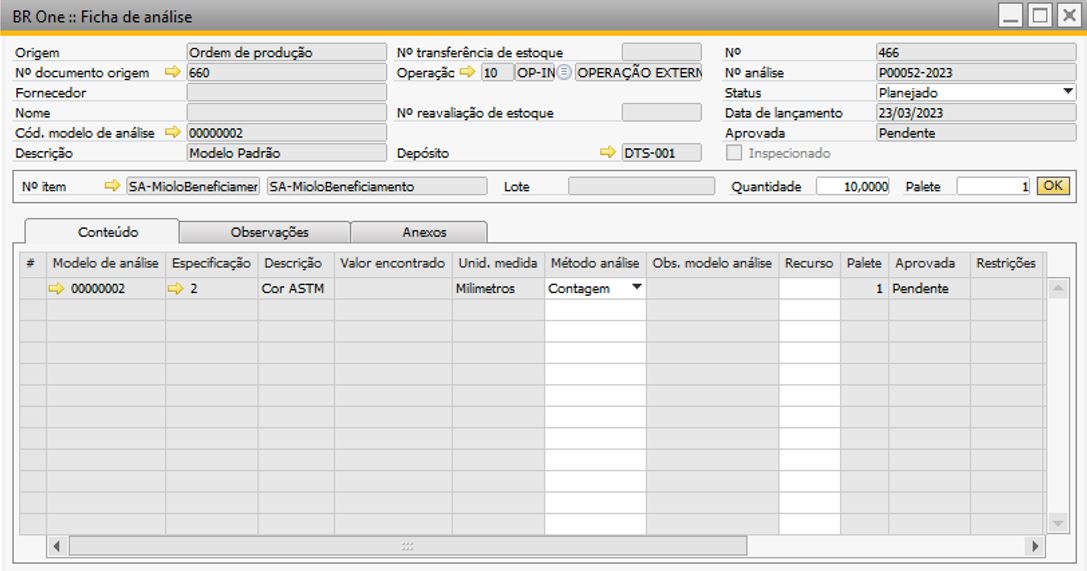 BR One :: Ficha de análise
Origem Ordem de produção Nº transferência de estoque Nº 466
Nº documento origem 660 Operação 10 OP-IN OPERAÇÃO EXTERN Nº análise P00052-2023
Fornecedor Status Planejado
Nome Nº reavaliação de estoque Data de lançamento 23/03/2023
Cód. modelo de análise 00000002 Aprovada Pendente
Descrição Modelo Padrão Depósito DTS-001 Inspecionado
Nº item SA-MioloBeneficiamer SA-MioloBeneficiamento Lote Quantidade 10,0000 Palete 1 OK
Conteúdo Observações Anexos
# Modelo de análise Especificação Descrição Valor encontrado Unid. medida Método análise Obs. modelo análise Recurso Palete Aprovada Restrições
00000002 2 Cor ASTM Milimetros Contagem 1 Pendente